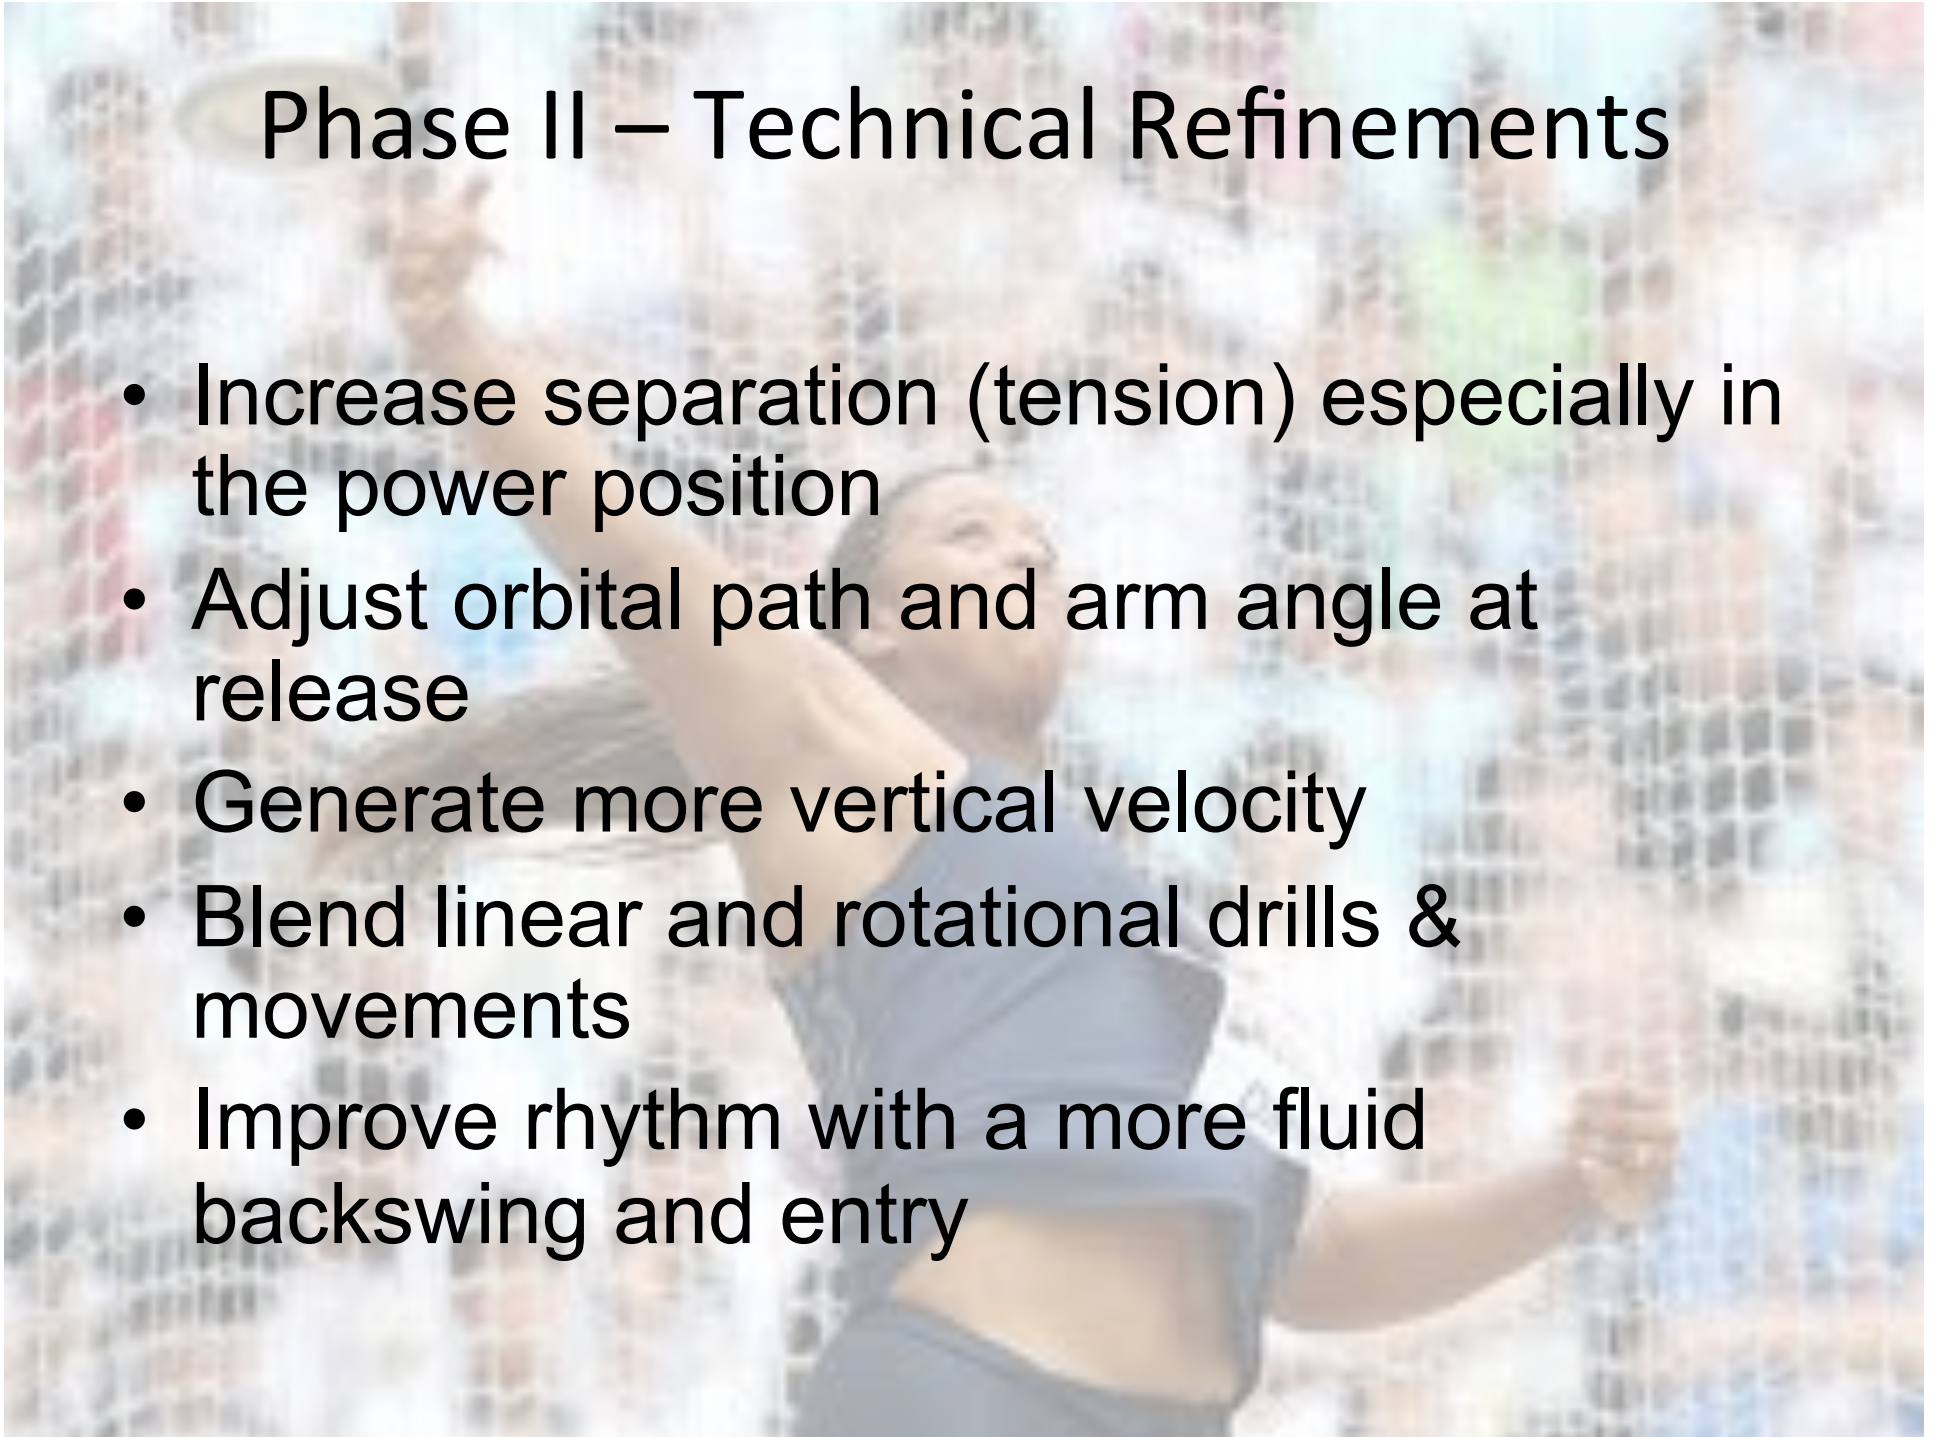 Phase II – Technical Refinements
• Increase separation (tension) especially in
the power position
• Adjust orbital path and arm angle at
release
• Generate more vertical velocity
• Blend linear and rotational drills &
movements
• Improve rhythm with a more fluid
backswing and entry